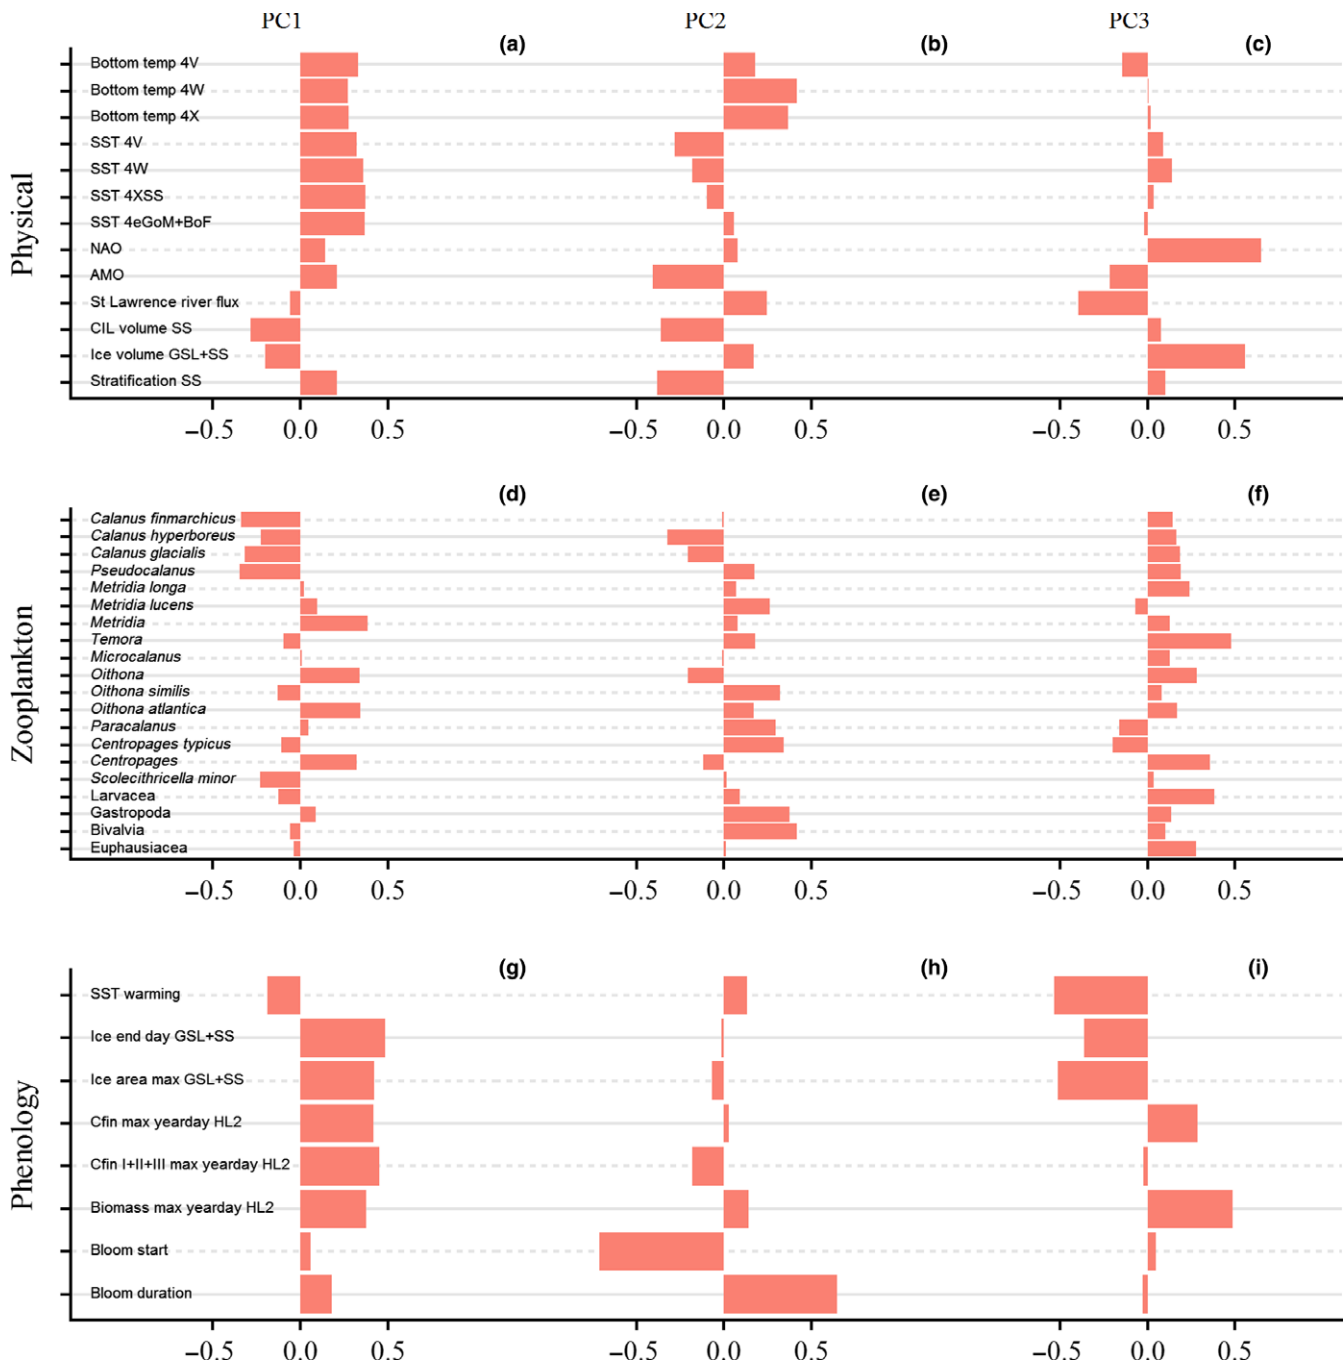 PC1 PC2 PC3
(a) (b) (c)
Physical
Bottom temp 4V
Bottom temp 4W
Bottom temp 4X
SST 4V
SST 4W
SST 4XSS
SST 4eGoM+BoF
NAO
AMO
St Lawrence river flux
CIL volume SS
Ice volume GSL+SS
Stratification SS
−0.5 0.0 0.5 −0.5 0.0 0.5 −0.5 0.0 0.5
(d) (e) (f)
Zooplankton
Calanus finmarchicus
Calanus hyperboreus
Calanus glacialis
Pseudocalanus
Metridia longa
Metridia lucens
Metridia
Temora
Microcalanus
Oithona
Oithona similis
Oithona atlantica
Paracalanus
Centropages typicus
Centropages
Scolecithricella minor
Larvacea
Gastropoda
Bivalvia
Euphausiacea
−0.5 0.0 0.5 −0.5 0.0 0.5 −0.5 0.0 0.5
(g) (h) (i)
Phenology
SST warming
Ice end day GSL+SS
Ice area max GSL+SS
Cfin max yearday HL2
Cfin I+II+III max yearday HL2
Biomass max yearday HL2
Bloom start
Bloom duration
−0.5 0.0 0.5 −0.5 0.0 0.5 −0.5 0.0 0.5